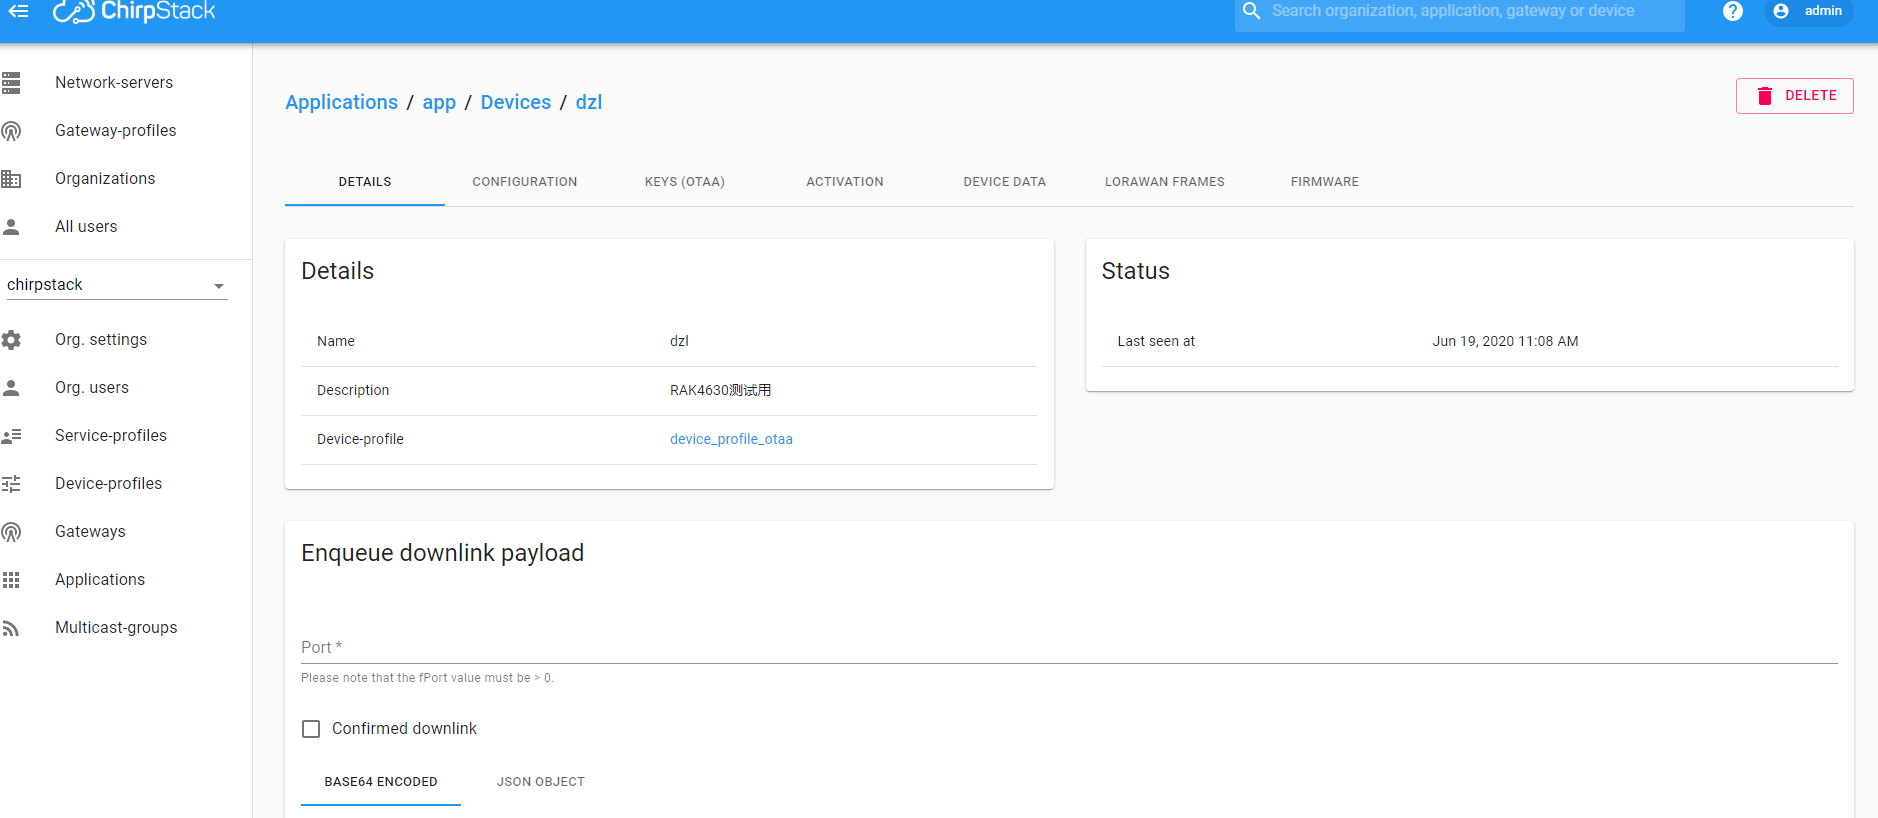 ChirpStack
Search organization, application, gateway or device
?
admin
Network-servers
Gateway-profiles
Organizations
All users
chirpstack
Org. settings
Org. users
Service-profiles
Device-profiles
Gateways
Applications
Multicast-groups
Applications / app / Devices / dzl
DELETE
DETAILS
CONFIGURATION
KEYS (OTAA)
ACTIVATION
DEVICE DATA
LORAWAN FRAMES
FIRMWARE
Details
Name dzl
Description RAK4630测试用
Device-profile device_profile_otaa
Status
Last seen at Jun 19, 2020 11:08 AM
Enqueue downlink payload
Port *
Please note that the fPort value must be > 0.
Confirmed downlink
BASE64 ENCODED
JSON OBJECT